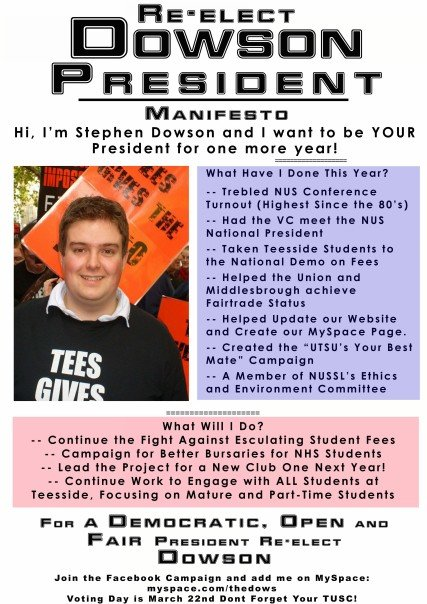 Re-elect
Dowson
President
Manifesto
Hi, I'm Stephen Dowson and I want to be YOUR
President for one more year!
What Have I Done This Year?
-- Trebled NUS Conference
Turnout (Highest Since the 80's)
-- Had the VC meet the NUS
National President
-- Taken Teesside Students to
the National Demo on Fees
-- Helped the Union and
Middlesbrough achieve
Fairtrade Status
-- Helped Update our Website
and Create our MySpace Page.
-- Created the "UTSU's Your Best
Mate" Campaign
-- A Member of NUSSL's Ethics
and Environment Committee
TEES
GIVES
What Will I Do?
-- Continue the Fight Against Esculating Student Fees
-- Campaign for Better Bursaries for NHS Students
-- Lead the Project for a New Club One Next Year!
-- Continue Work to Engage with ALL Students at
Teesside, Focusing on Mature and Part-Time Students
For a Democratic, Open and
Fair President Re-elect
Dowson
Join the Facebook Campaign and add me on MySpace:
myspace.com/thedows
Voting Day is March 22nd Dont Forget Your TUSC!